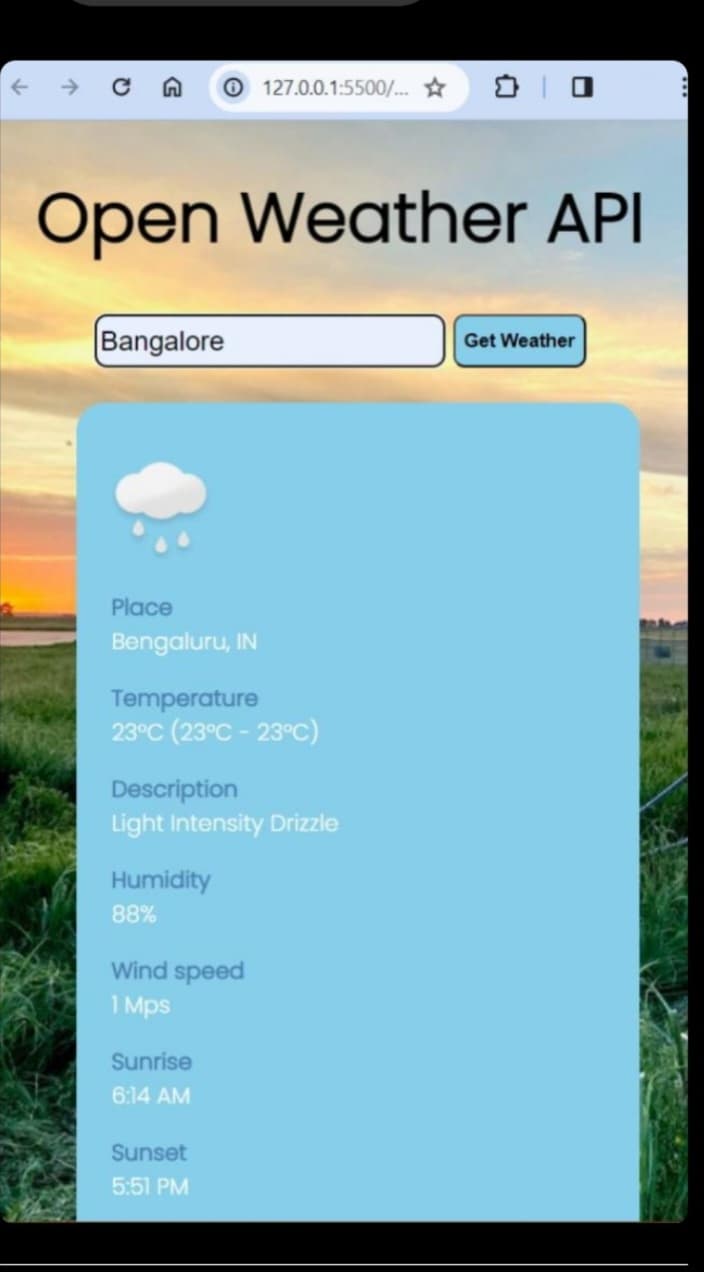 127.0.0.1:5500/...
Open Weather API
Bangalore
Get Weather
Place
Bengaluru, IN
Temperature
23°C (23°C - 23°C)
Description
Light Intensity Drizzle
Humidity
88%
Wind speed
1 Mps
Sunrise
6:14 AM
Sunset
5:51 PM